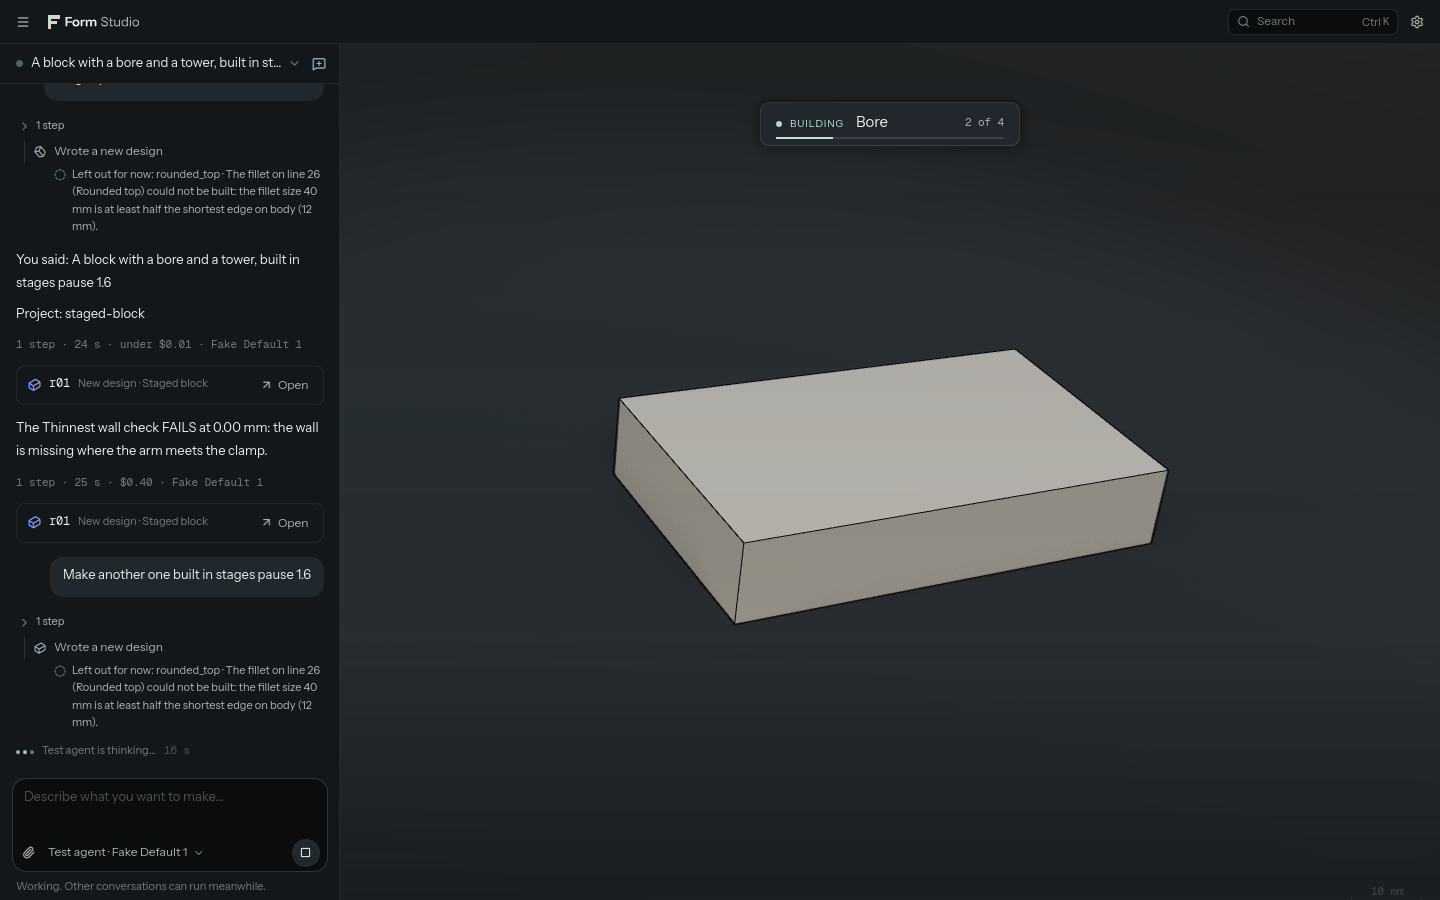 Form Studio
Search
Ctrl K
A block with a bore and a tower, built in st...
1 step
Wrote a new design
Left out for now: rounded_top · The fillet on line 26
(Rounded top) could not be built: the fillet size 40
mm is at least half the shortest edge on body (12
mm).
You said: A block with a bore and a tower, built in
stages pause 1.6
Project: staged-block
1 step · 24 s · under $0.01 · Fake Default 1
r01 New design · Staged block
Open
The Thinnest wall check FAILS at 0.00 mm: the wall
is missing where the arm meets the clamp.
1 step · 25 s · $0.40 · Fake Default 1
r01 New design · Staged block
Open
Make another one built in stages pause 1.6
1 step
Wrote a new design
Left out for now: rounded_top · The fillet on line 26
(Rounded top) could not be built: the fillet size 40
mm is at least half the shortest edge on body (12
mm).
Test agent is thinking... 16 s
Describe what you want to make...
Test agent · Fake Default 1
Working. Other conversations can run meanwhile.
BUILDING Bore 2 of 4
10 mm